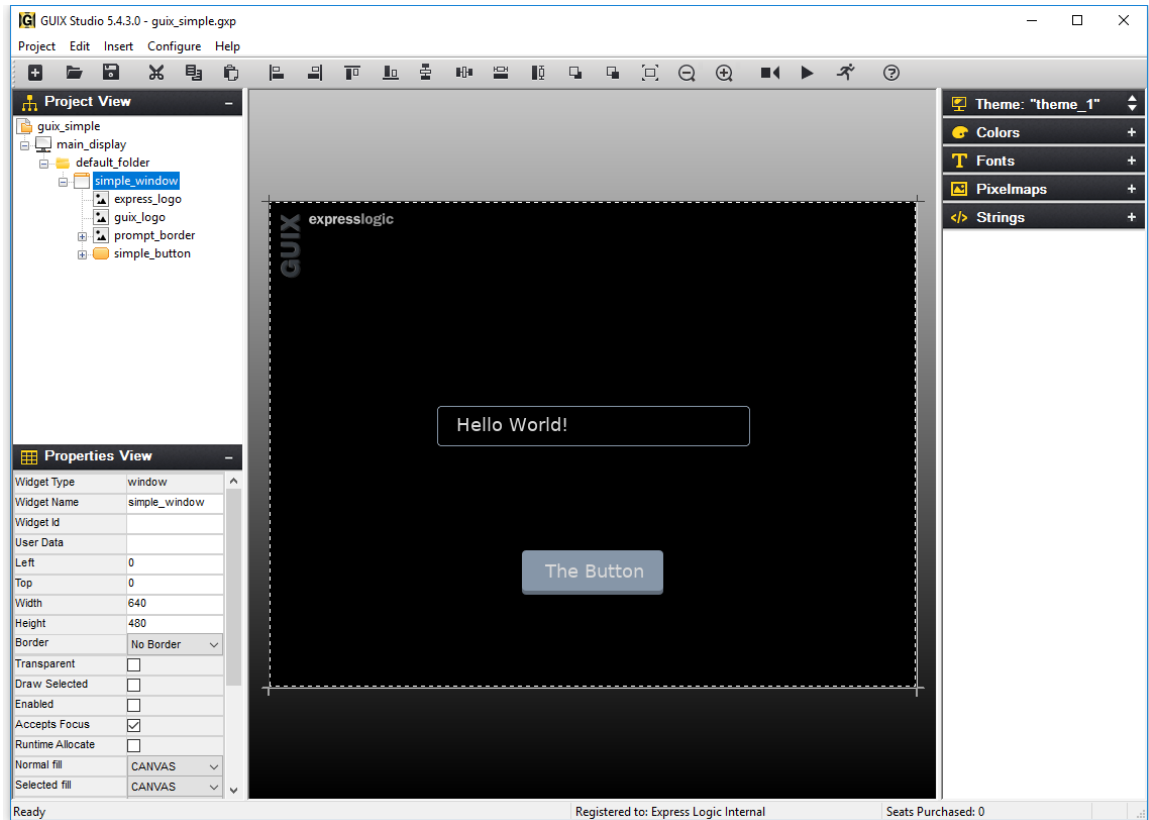 GUIX Studio 5.4.3.0 - guix_simple.gxp
Project Edit Insert Configure Help
Project View
guix_simple
main_display
default_folder
simple_window
express_logo
guix_logo
prompt_border
simple_button
Properties View
Widget Type window
Widget Name simple_window
Widget Id
User Data
Left 0
Top 0
Width 640
Height 480
Border No Border
Transparent
Draw Selected
Enabled
Accepts Focus
Runtime Allocate
Normal fill CANVAS
Selected fill CANVAS
GUIX
expresslogic
Hello World!
The Button
Theme: "theme_1"
Colors
Fonts
Pixelmaps
Strings
Ready
Registered to: Express Logic Internal
Seats Purchased: 0